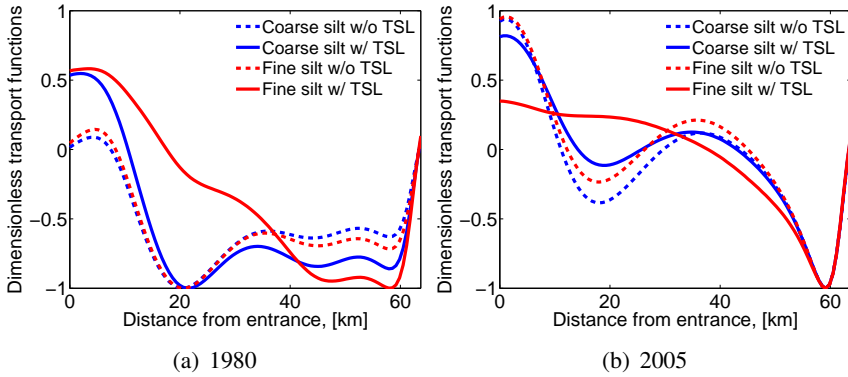 Dimensionless transport functions
1
0.5
0
−0.5
−1
0
20
40
60
Distance from entrance, [km]
Coarse silt w/o TSL
Coarse silt w/ TSL
Fine silt w/o TSL
Fine silt w/ TSL
(a) 1980
Dimensionless transport functions
1
0.5
0
−0.5
−1
0
20
40
60
Distance from entrance, [km]
Coarse silt w/o TSL
Coarse silt w/ TSL
Fine silt w/o TSL
Fine silt w/ TSL
(b) 2005